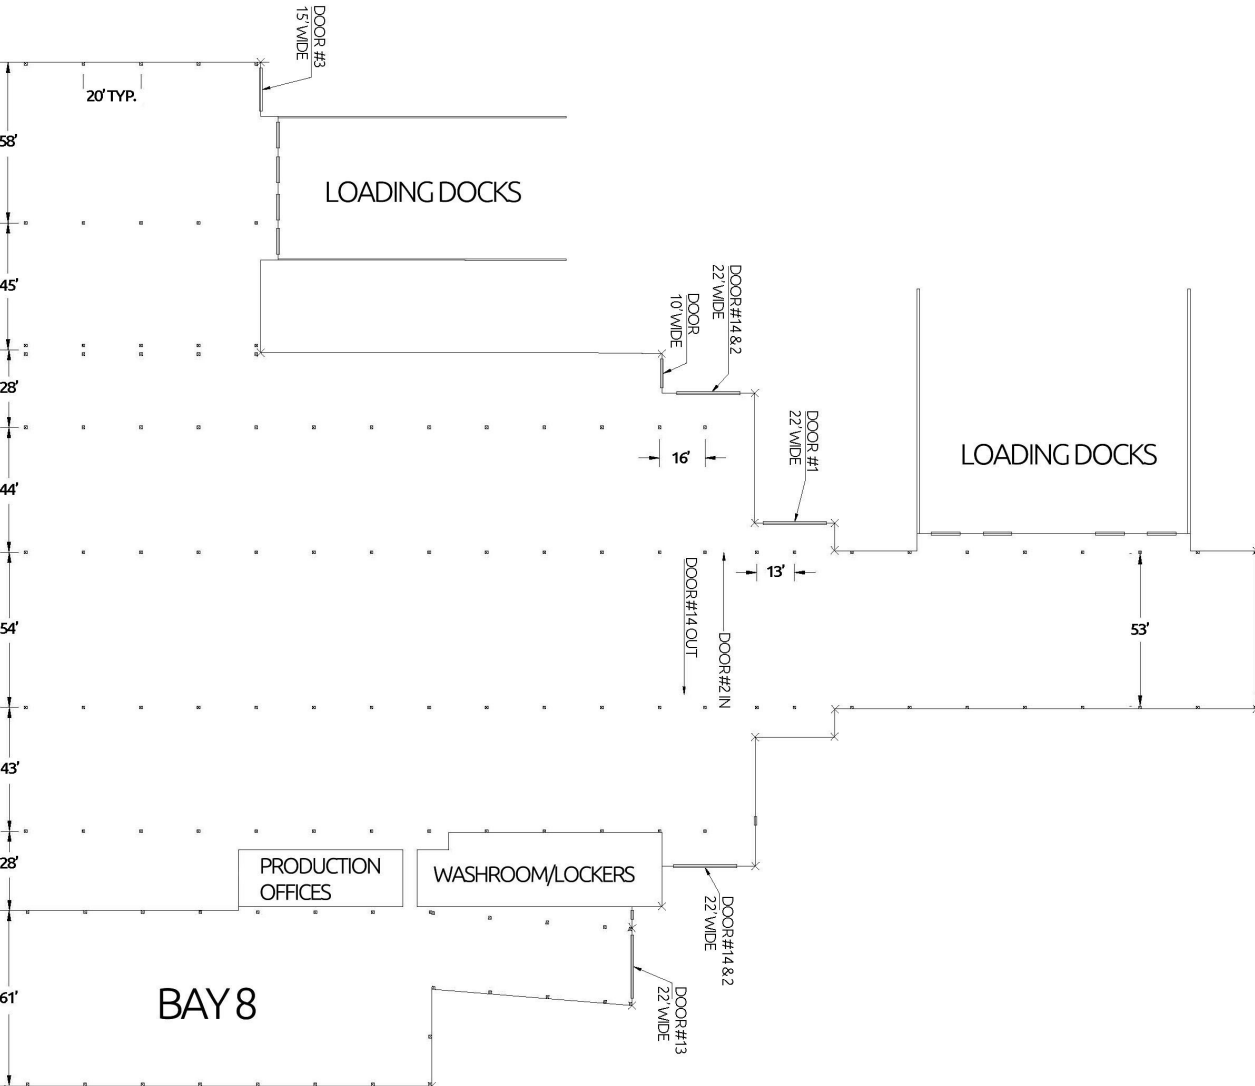 DOOR #3
15' WIDE
20' TYP.
58'
LOADING DOCKS
45'
DOOR#14 & 2
22' WIDE
DOOR
10' WIDE
28'
DOOR #1
22' WIDE
LOADING DOCKS
16'
44'
13'
DOOR#14 OUT
DOOR#2 IN
54'
53'
43'
28'
PRODUCTION
OFFICES
WASHROOM/LOCKERS
DOOR#14 & 2
22' WIDE
61'
BAY 8
DOOR #13
22' WIDE